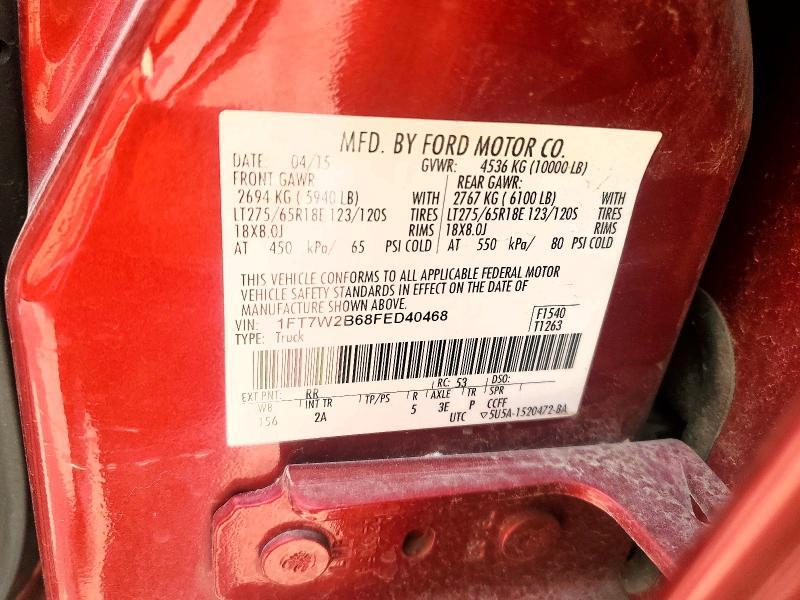 MFD. BY FORD MOTOR CO.
DATE: 04/15 GVWR: 4536 KG (10000 LB)
FRONT GAWR: REAR GAWR:
2694 KG ( 5940 LB) WITH 2767 KG ( 6100 LB) WITH
LT275/65R18E 123/120S TIRES LT275/65R18E 123/120S TIRES
18X8.0J RIMS 18X8.0J RIMS
AT 450 kPa/ 65 PSI COLD AT 550 kPa/ 80 PSI COLD
THIS VEHICLE CONFORMS TO ALL APPLICABLE FEDERAL MOTOR
VEHICLE SAFETY STANDARDS IN EFFECT ON THE DATE OF
MANUFACTURE SHOWN ABOVE.
VIN: 1FT7W2B68FED40468 F1540
TYPE: Truck T1263
EXT PNT: RR RC: 53 DSO:
WB INT TR TP/PS R AXLE TR SPR
156 2A 5 3E P CCFF
UTC ▽5U5A-1520472-BA